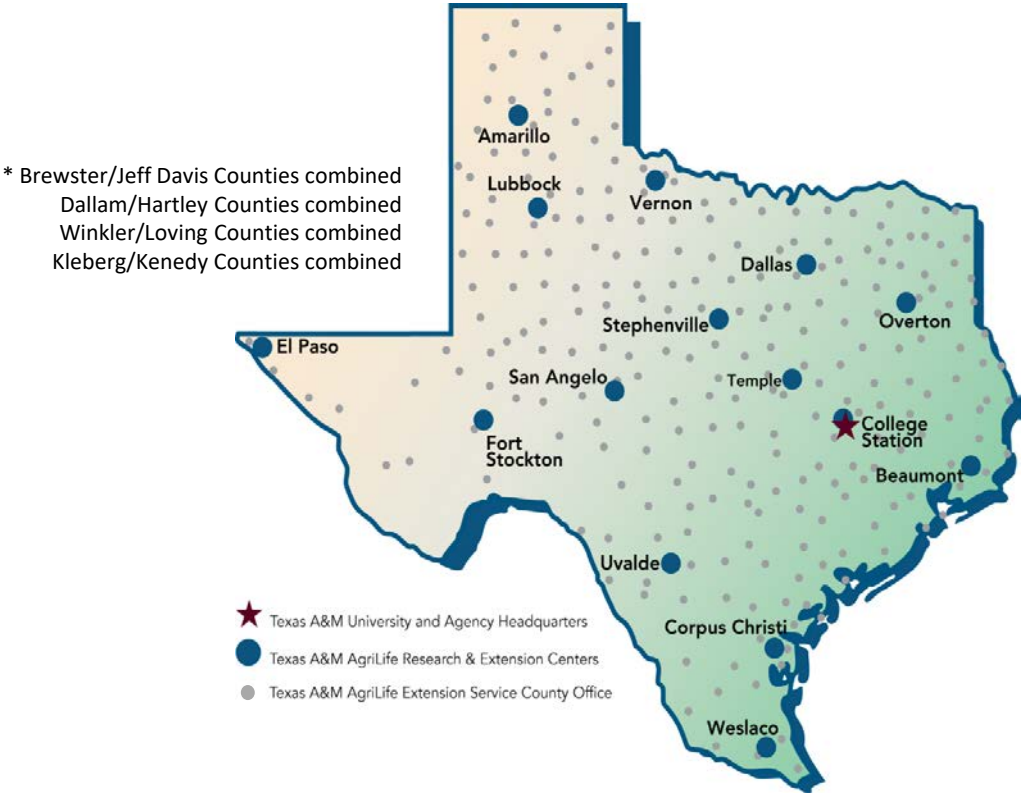 * Brewster/Jeff Davis Counties combined
Dallam/Hartley Counties combined
Winkler/Loving Counties combined
Kleberg/Kenedy Counties combined
Amarillo
Lubbock
Vernon
Dallas
Stephenville
Overton
El Paso
San Angelo
Temple
College
Station
Fort
Stockton
Beaumont
Uvalde
Texas A&M University and Agency Headquarters
Corpus Christi
Texas A&M AgriLife Research & Extension Centers
Texas A&M AgriLife Extension Service County Office
Weslaco